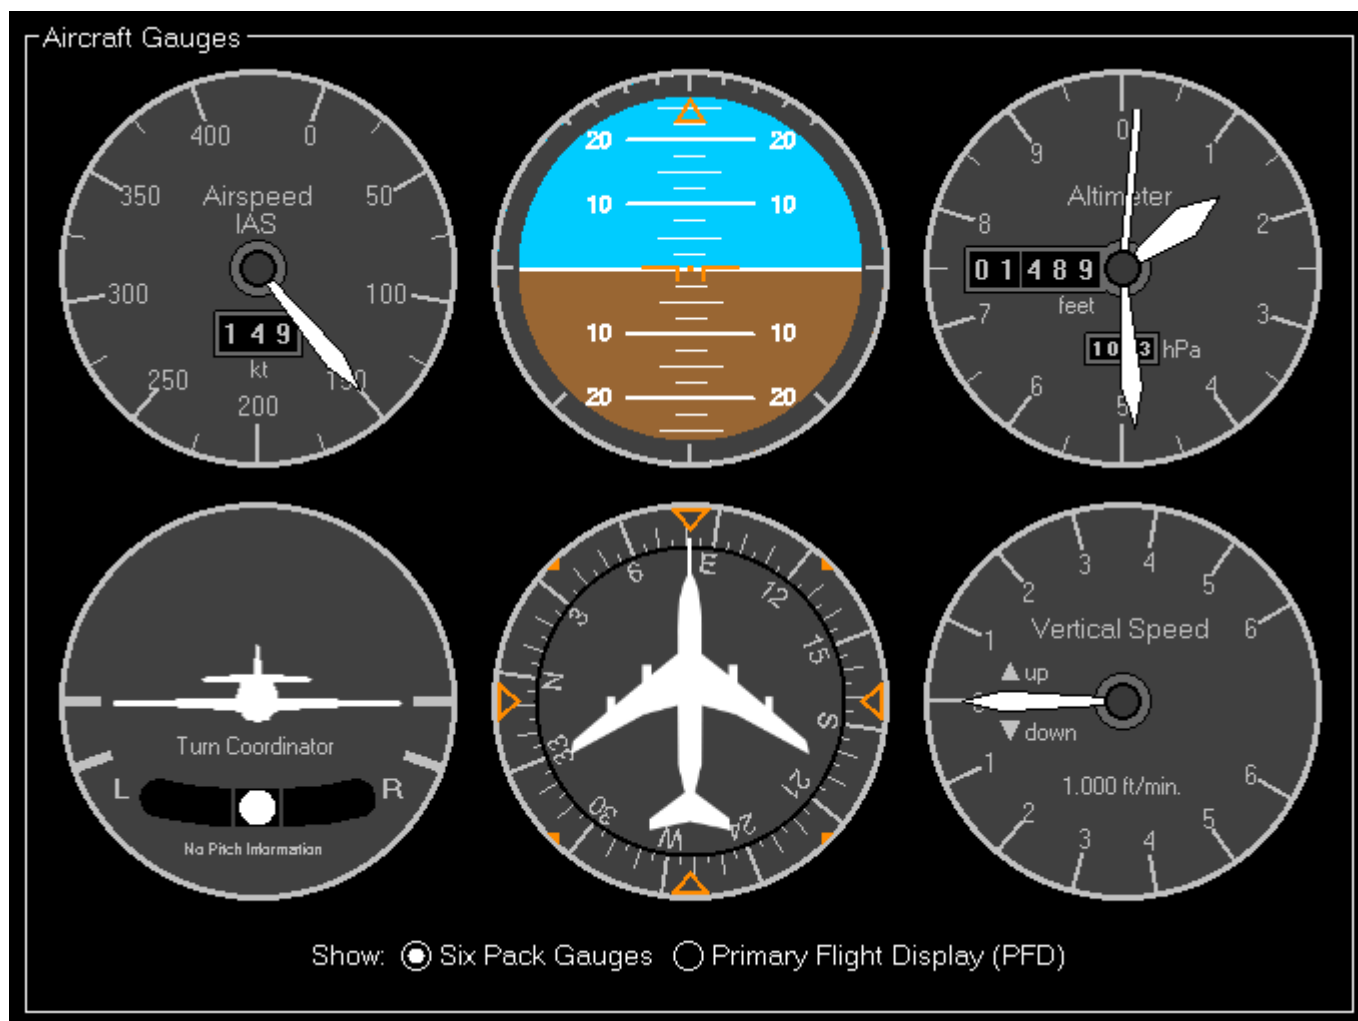 Aircraft Gauges
400 0
350 Airspeed 50
IAS
300 100
149
kt
250 150
200
20 20
10 10
10 10
20 20
0
9 1
Altimeter
8 2
01489
feet
7 3
hPa
6 4
5
Turn Coordinator
L R
No Pitch Information
6 E 12
3 15
N S
33 21
30 W 24
3 4
2 5
Vertical Speed
1 6
up
down
1 6
1.000 ft/min.
2 5
3 4
Show: Six Pack Gauges Primary Flight Display (PFD)